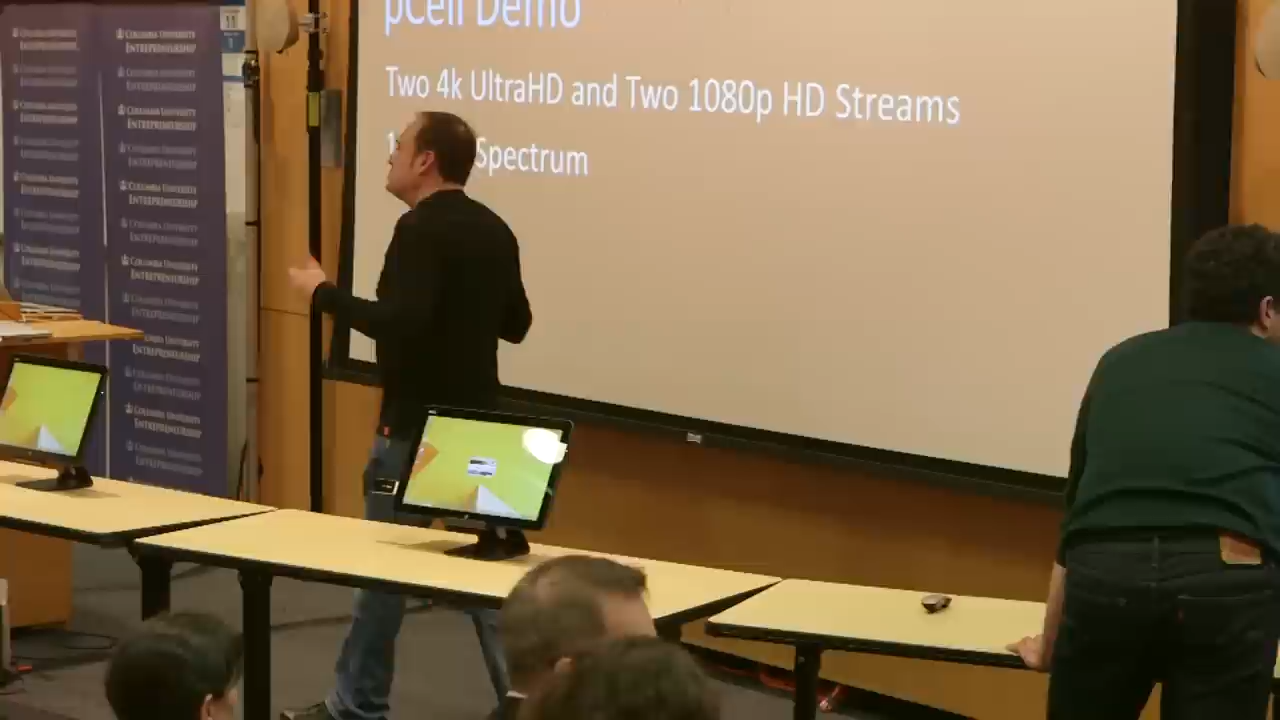 pCell Demo
Two 4k UltraHD and Two 1080p HD Streams
Spectrum
COLUMBIA UNIVERSITY
ENTREPRENEURSHIP